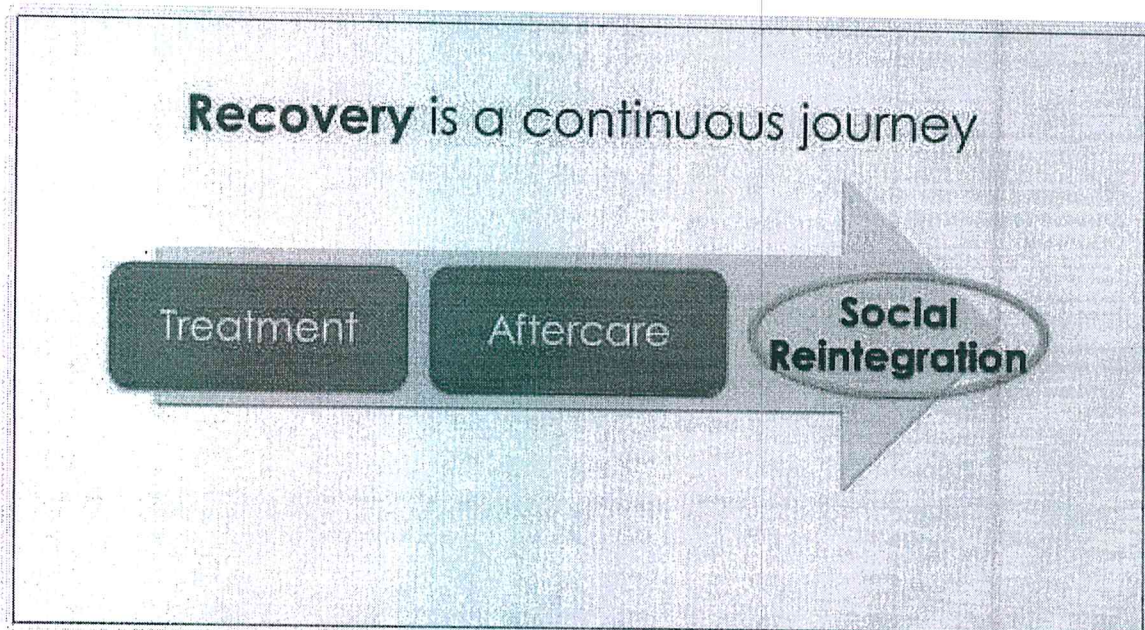 Recovery is a continuous journey
Treatment
Aftercare
Social
Reintegration